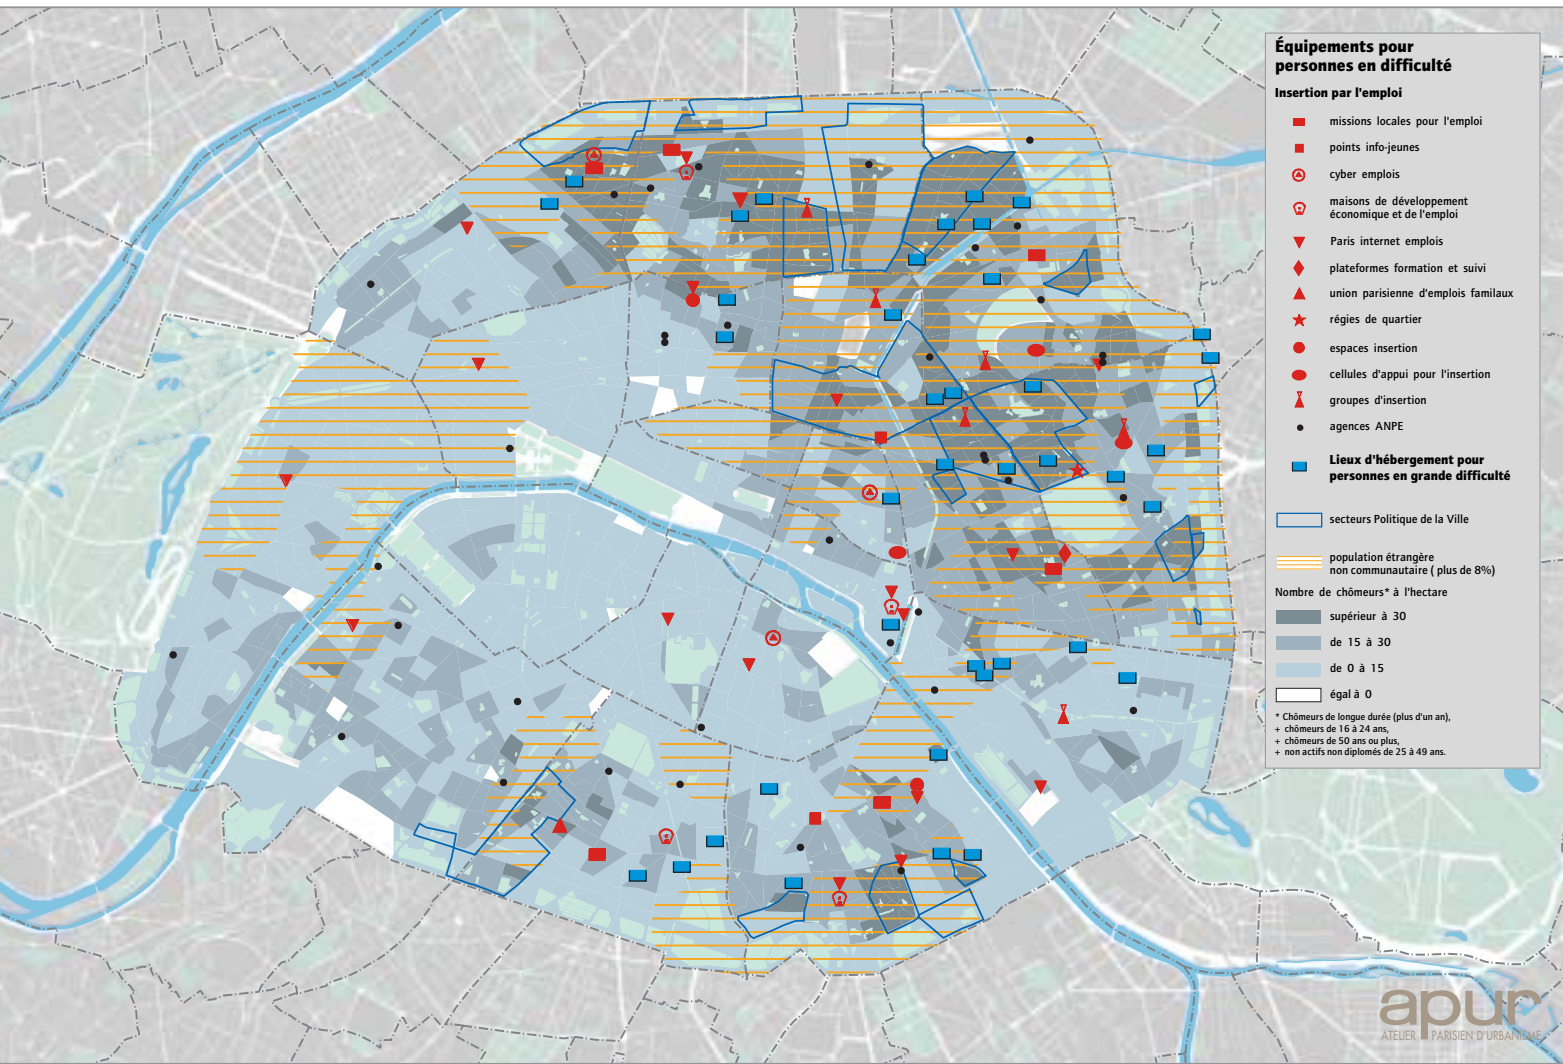 Équipements pour
personnes en difficulté
Insertion par l'emploi
missions locales pour l'emploi
points info-jeunes
cyber emplois
maisons de développement
économique et de l'emploi
Paris internet emplois
plateformes formation et suivi
union parisienne d'emplois familaux
régies de quartier
espaces insertion
cellules d'appui pour l'insertion
groupes d'insertion
agences ANPE
Lieux d'hébergement pour
personnes en grande difficulté
secteurs Politique de la Ville
population étrangère
non communautaire ( plus de 8%)
Nombre de chômeurs* à l'hectare
supérieur à 30
de 15 à 30
de 0 à 15
égal à 0
* Chômeurs de longue durée (plus d'un an),
+ chômeurs de 16 à 24 ans,
+ chômeurs de 50 ans ou plus,
+ non actifs non diplomés de 25 à 49 ans.
apur
ATELIER PARISIEN D'URBANISME